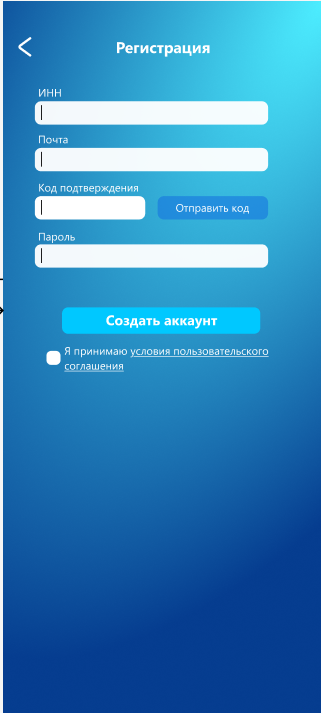 Регистрация
ИНН
Почта
Код подтверждения
Отправить код
Пароль
Создать аккаунт
Я принимаю условия пользовательского
соглашения